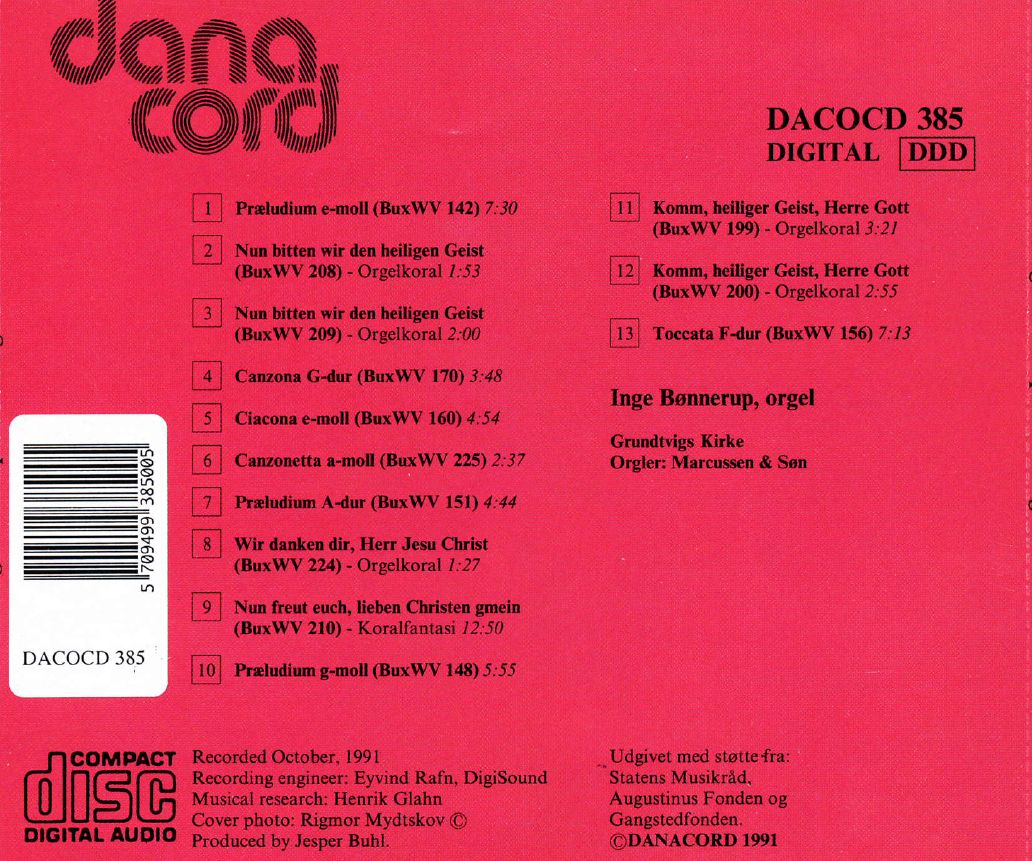 dana
cord
DACOCD 385
DIGITAL DDD
1 Præludium e-moll (BuxWV 142) 7:30
2 Nun bitten wir den heiligen Geist
(BuxWV 208) - Orgelkoral 1:53
3 Nun bitten wir den heiligen Geist
(BuxWV 209) - Orgelkoral 2:00
4 Canzona G-dur (BuxWV 170) 3:48
5 Ciacona e-moll (BuxWV 160) 4:54
6 Canzonetta a-moll (BuxWV 225) 2:37
7 Præludium A-dur (BuxWV 151) 4:44
8 Wir danken dir, Herr Jesu Christ
(BuxWV 224) - Orgelkoral 1:27
9 Nun freut euch, lieben Christen gmein
(BuxWV 210) - Koralfantasi 12:50
10 Præludium g-moll (BuxWV 148) 5:55
11 Komm, heiliger Geist, Herre Gott
(BuxWV 199) - Orgelkoral 3:21
12 Komm, heiliger Geist, Herre Gott
(BuxWV 200) - Orgelkoral 2:55
13 Toccata F-dur (BuxWV 156) 7:13
Inge Bønnerup, orgel
Grundtvigs Kirke
Orgler: Marcussen & Søn
5 709499 385005
DACOCD 385
COMPACT
disc
DIGITAL AUDIO
Recorded October, 1991
Recording engineer: Eyvind Rafn, DigiSound
Musical research: Henrik Glahn
Cover photo: Rigmor Mydtskov ©
Produced by Jesper Buhl.
Udgivet med støtte fra:
Statens Musikråd,
Augustinus Fonden og
Gangstedfonden.
©DANACORD 1991